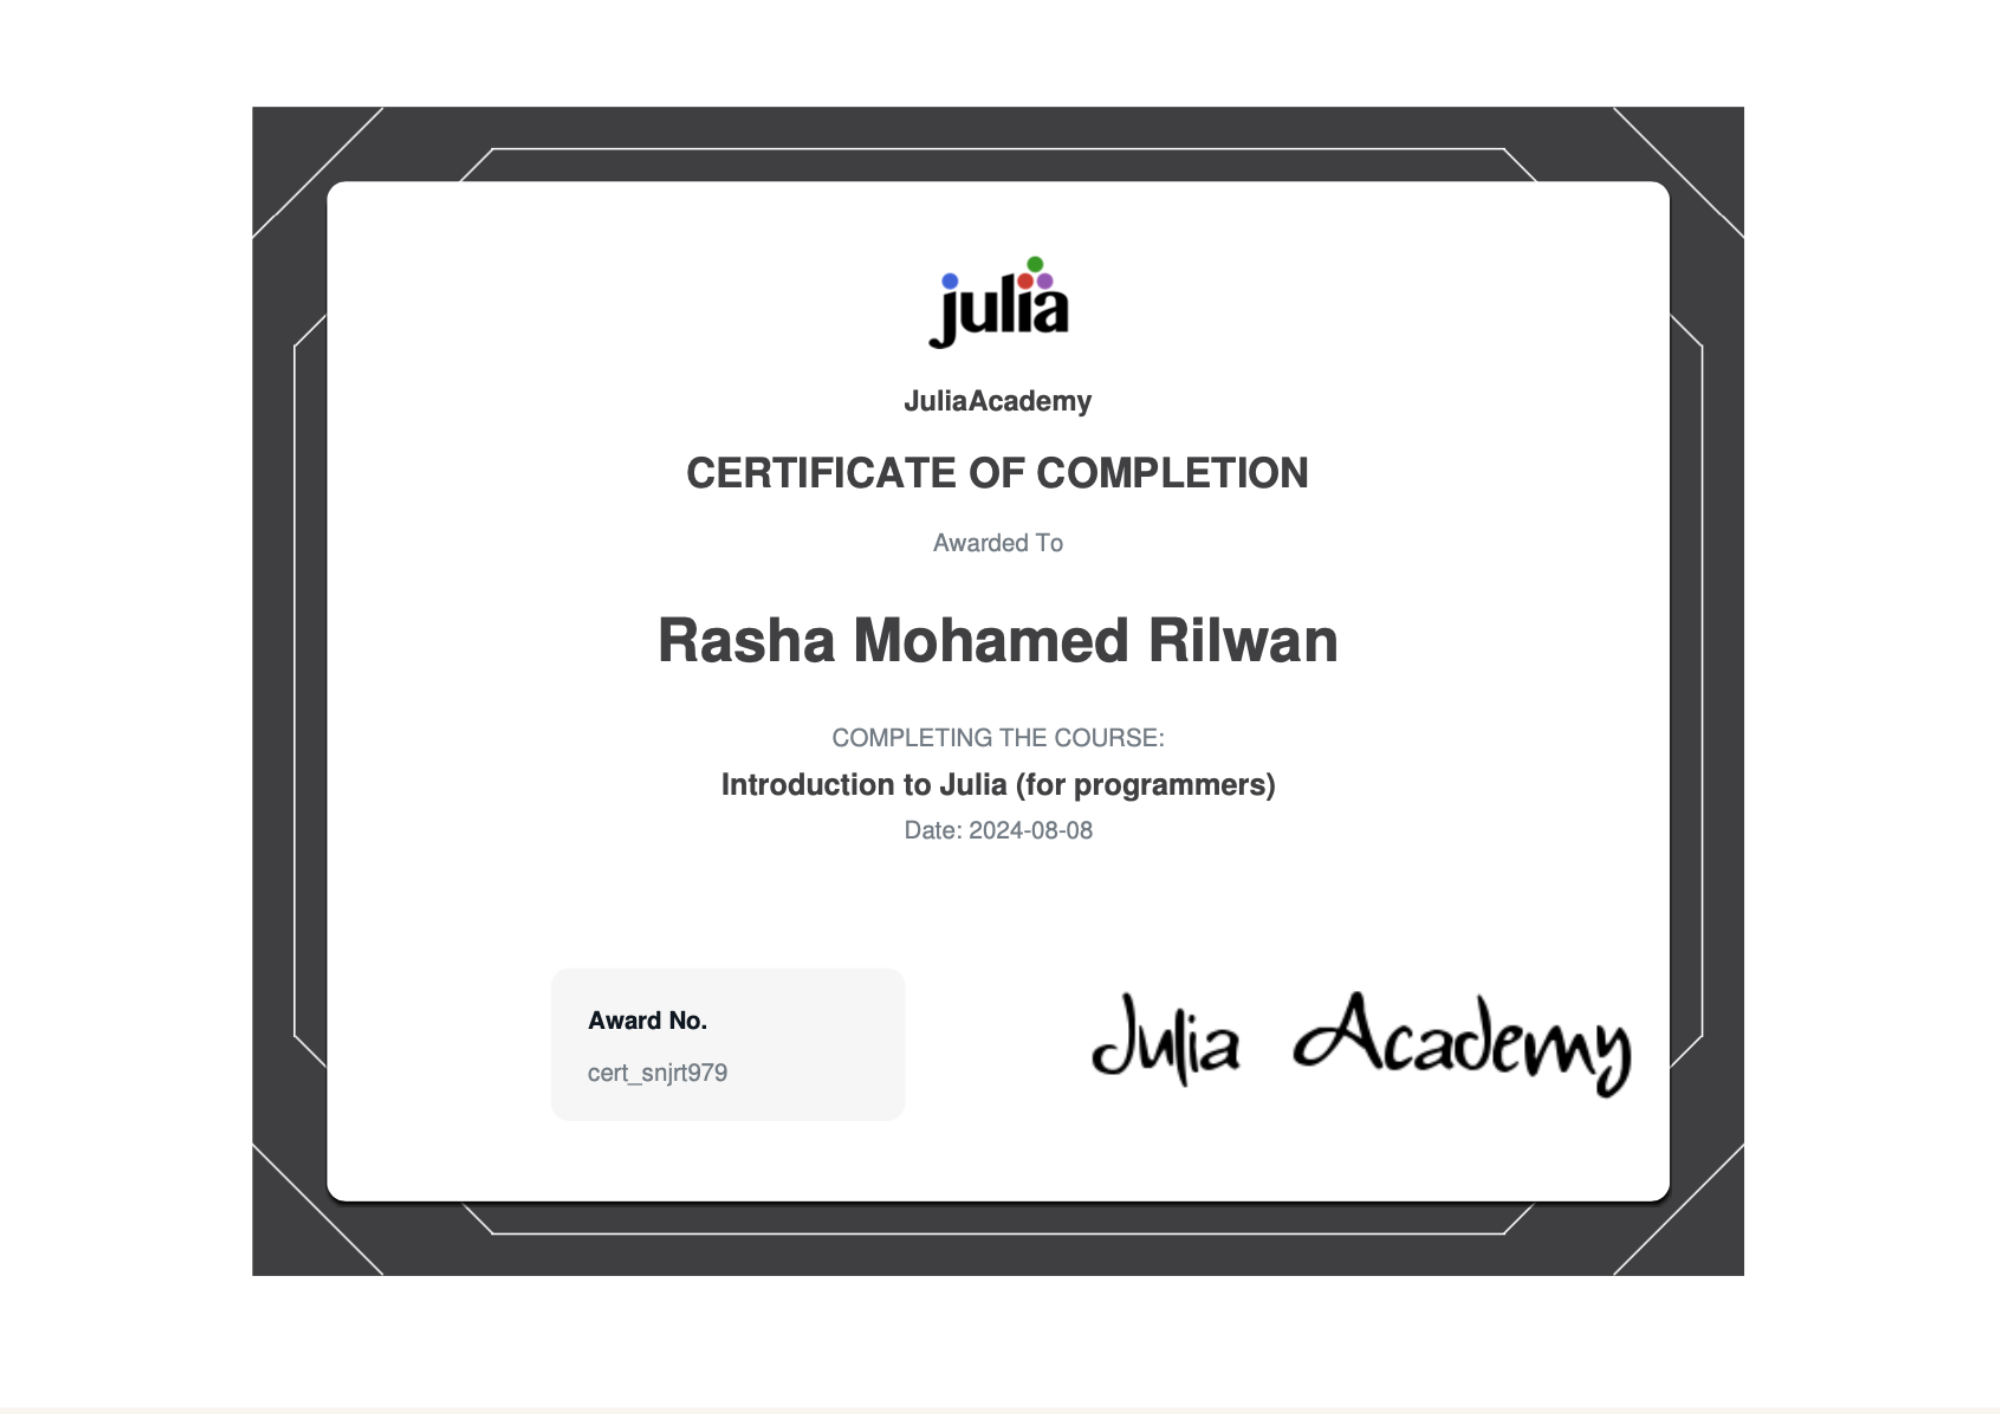 julia
JuliaAcademy
CERTIFICATE OF COMPLETION
Awarded To
Rasha Mohamed Rilwan
COMPLETING THE COURSE:
Introduction to Julia (for programmers)
Date: 2024-08-08
Award No.
cert_snjrt979
Julia Academy